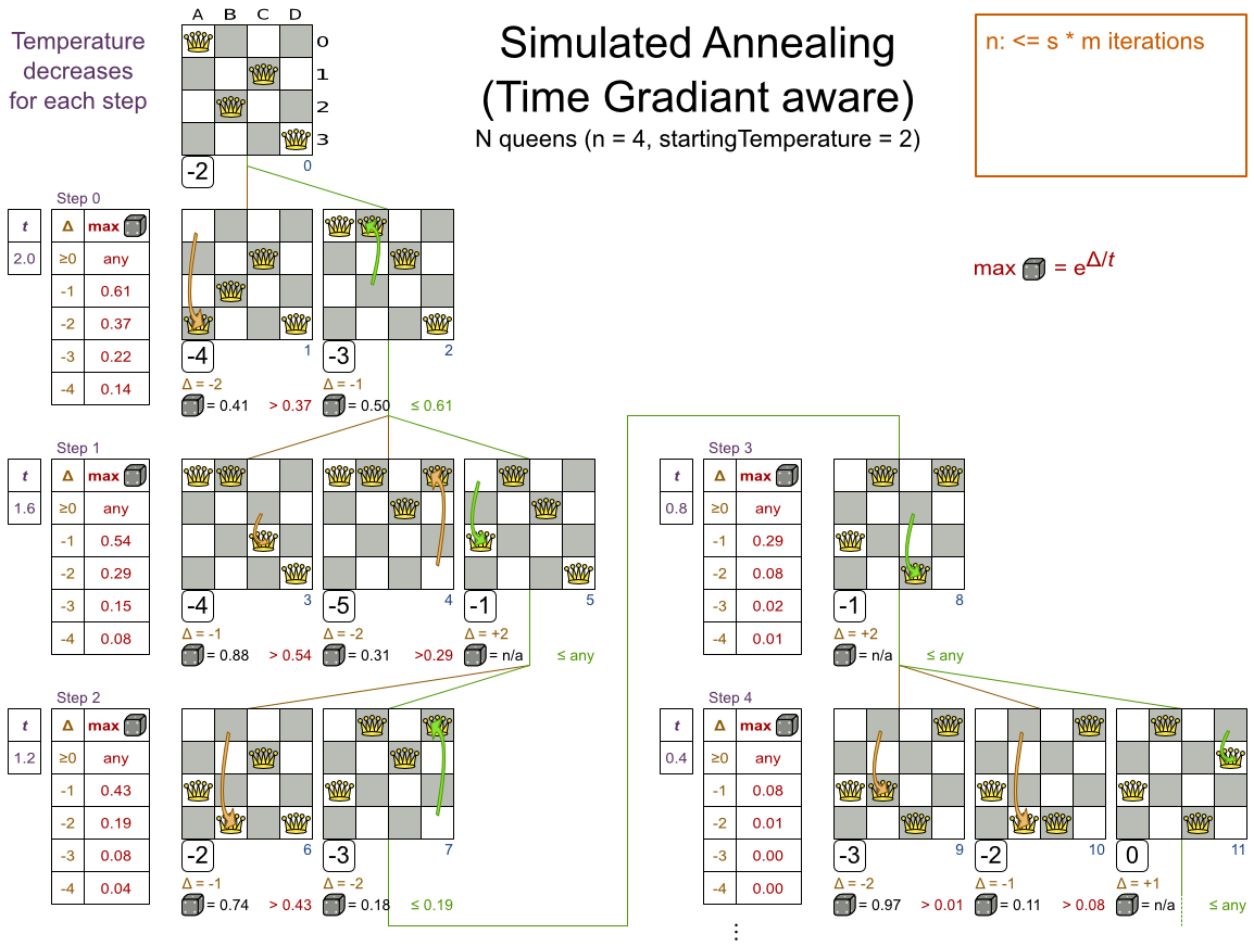 A B C D
Temperature
decreases
for each step
0
1
2
3
-2
0
Simulated Annealing
(Time Gradiant aware)
N queens (n = 4, startingTemperature = 2)
n: <= s * m iterations
max = e^Δ/t
Step 0
t
2.0
Δ max
≥0 any
-1 0.61
-2 0.37
-3 0.22
-4 0.14
-4 1
Δ = -2
= 0.41 > 0.37
-3 2
Δ = -1
= 0.50 ≤ 0.61
Step 1
t
1.6
Δ max
≥0 any
-1 0.54
-2 0.29
-3 0.15
-4 0.08
-4 3
Δ = -1
= 0.88 > 0.54
-5 4
Δ = -2
= 0.31 >0.29
-1 5
Δ = +2
= n/a ≤ any
Step 2
t
1.2
Δ max
≥0 any
-1 0.43
-2 0.19
-3 0.08
-4 0.04
-2 6
Δ = -1
= 0.74 > 0.43
-3 7
Δ = -2
= 0.18 ≤ 0.19
Step 3
t
0.8
Δ max
≥0 any
-1 0.29
-2 0.08
-3 0.02
-4 0.01
-1 8
Δ = +2
= n/a ≤ any
Step 4
t
0.4
Δ max
≥0 any
-1 0.08
-2 0.01
-3 0.00
-4 0.00
-3 9
Δ = -2
= 0.97 > 0.01
-2 10
Δ = -1
= 0.11 > 0.08
0 11
Δ = +1
= n/a ≤ any
⋮